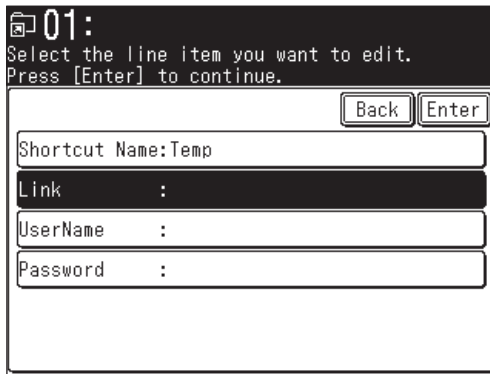 01:
Select the line item you want to edit.
Press [Enter] to continue.
Back Enter
Shortcut Name:Temp
Link :
UserName :
Password :